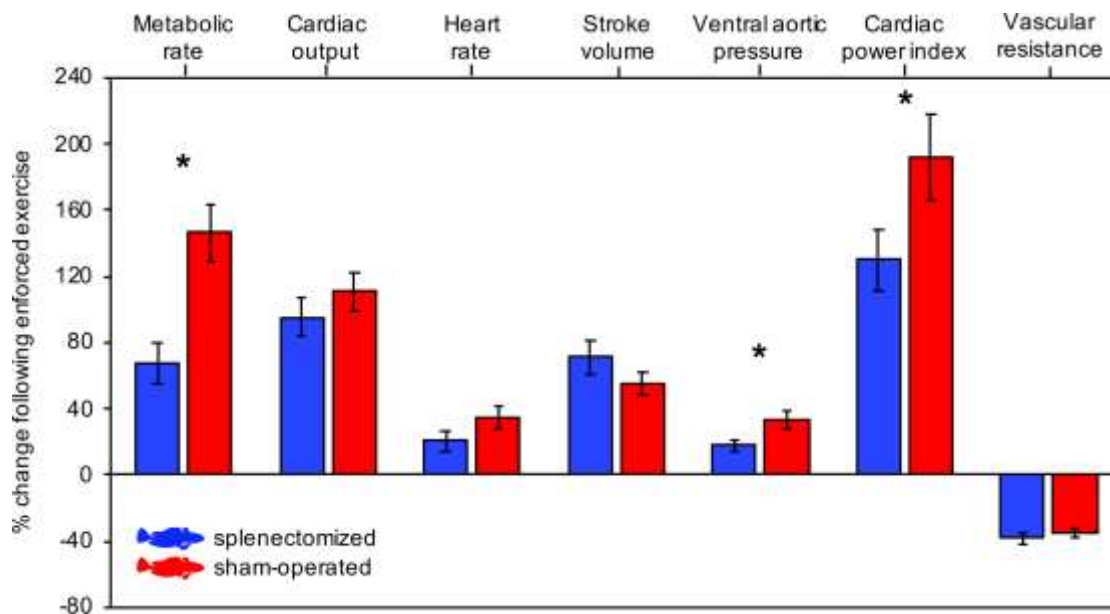 Metabolic rate
Cardiac output
Heart rate
Stroke volume
Ventral aortic pressure
Cardiac power index
Vascular resistance
% change following enforced exercise
240
200
160
120
80
40
0
-40
-80
*
*
*
*
splenectomized
sham-operated